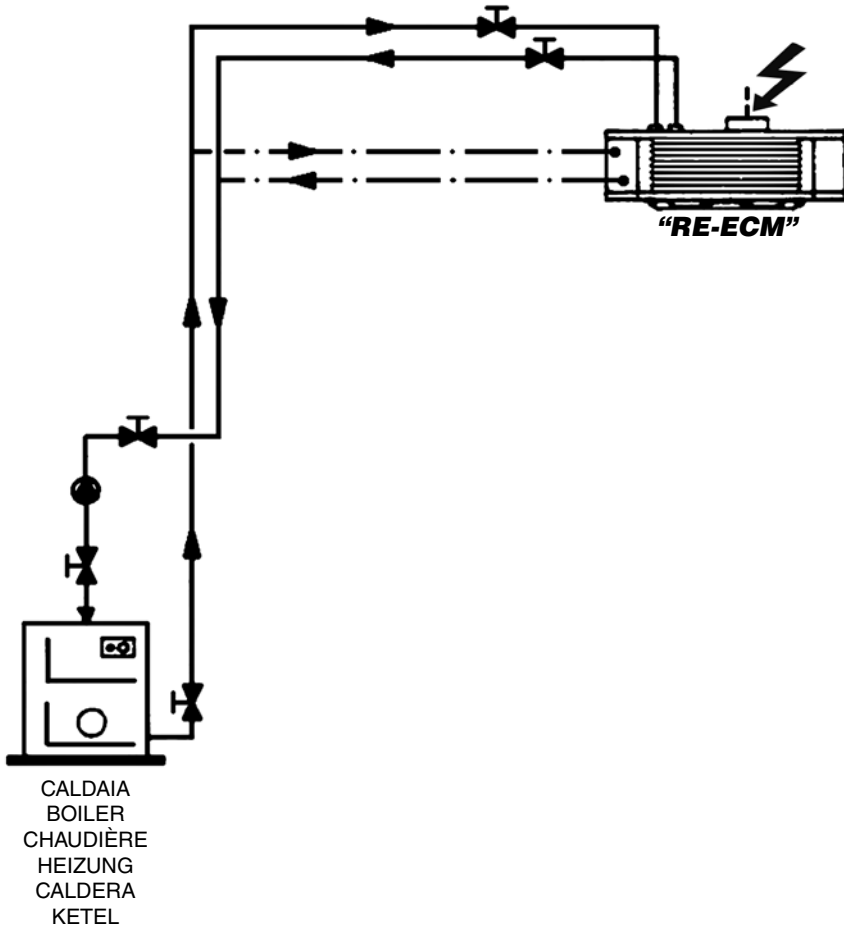 “RE-ECM”
CALDAIA
BOILER
CHAUDIÈRE
HEIZUNG
CALDERA
KETEL